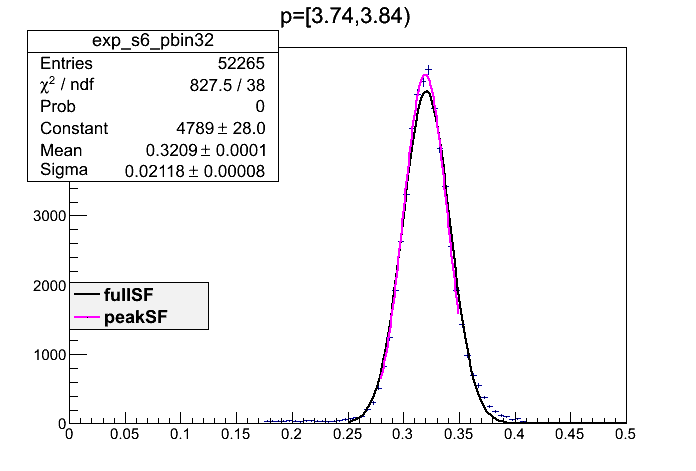 p=[3.74,3.84)
exp_s6_pbin32
Entries 52265
χ² / ndf 827.5 / 38
Prob 0
Constant 4789 ± 28.0
Mean 0.3209 ± 0.0001
Sigma 0.02118 ± 0.00008
3000
2000
fullSF
peakSF
1000
0
0 0.05 0.1 0.15 0.2 0.25 0.3 0.35 0.4 0.45 0.5